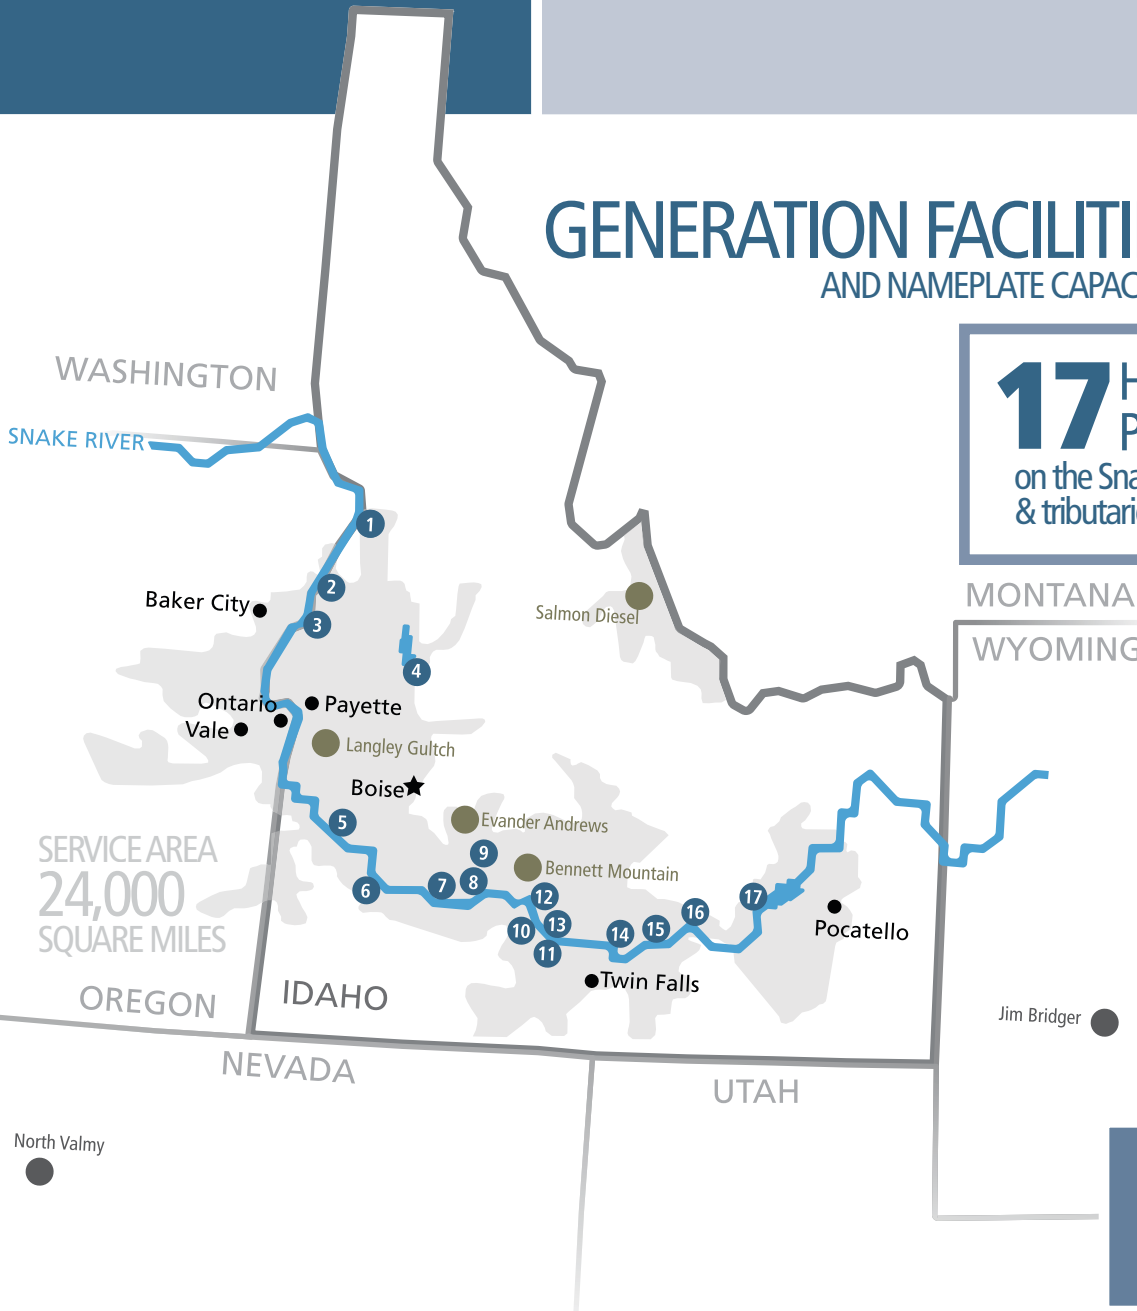 GENERATION FACILITI
AND NAMEPLATE CAPAC
17 H
P
on the Sna
& tributari
WASHINGTON
SNAKE RIVER
1
2
Baker City
3
Salmon Diesel
MONTANA
WYOMING
4
Ontario
Payette
Vale
Langley Gultch
Boise
5
Evander Andrews
SERVICE AREA
24,000
SQUARE MILES
9
Bennett Mountain
6
7
8
12
17
10
13
11
14
15
16
Pocatello
Twin Falls
OREGON
IDAHO
Jim Bridger
NEVADA
UTAH
North Valmy